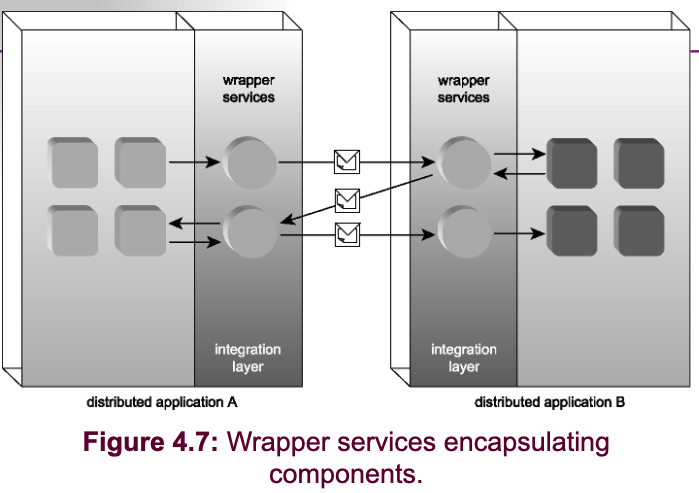 wrapper
services
wrapper
services
integration
layer
integration
layer
distributed application A
distributed application B
Figure 4.7: Wrapper services encapsulating
components.